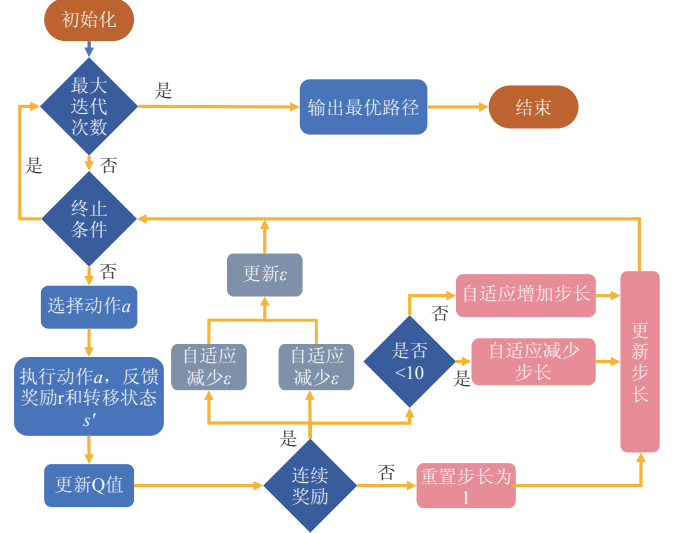 初始化
最大
迭代
次数
是
输出最优路径
结束
是
否
终止
条件
否
更新ε
选择动作a
自适应增加步长
否
更
新
步
长
自适应
减少ε
自适应
减少ε
是否
<10
自适应减少
步长
是
执行动作a，反馈
奖励r和转移状态
s′
是
更新Q值
连续
奖励
否
重置步长为
1